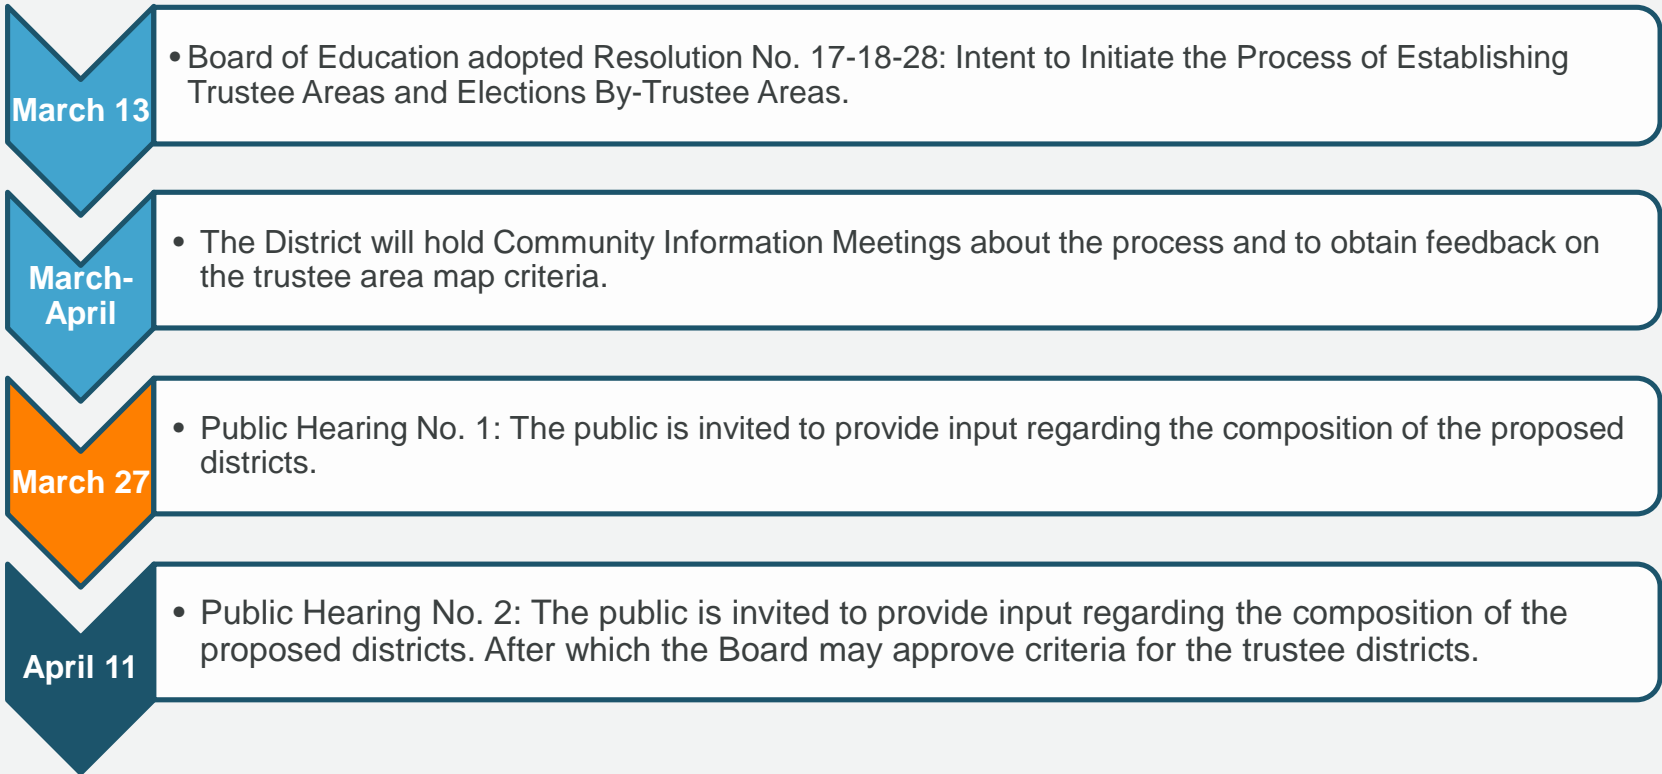 March 13
• Board of Education adopted Resolution No. 17-18-28: Intent to Initiate the Process of Establishing
Trustee Areas and Elections By-Trustee Areas.
March-
April
• The District will hold Community Information Meetings about the process and to obtain feedback on
the trustee area map criteria.
March 27
• Public Hearing No. 1: The public is invited to provide input regarding the composition of the proposed
districts.
April 11
• Public Hearing No. 2: The public is invited to provide input regarding the composition of the
proposed districts. After which the Board may approve criteria for the trustee districts.